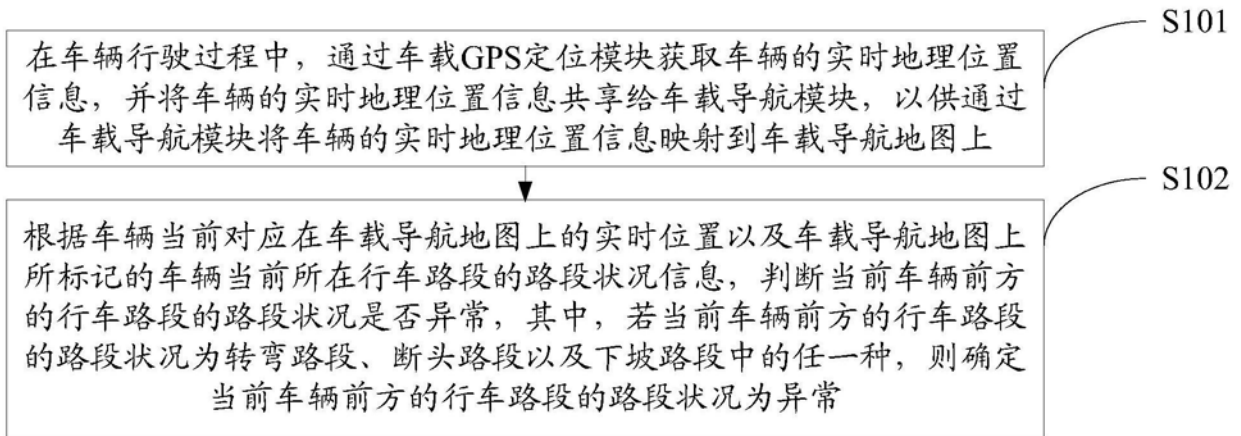 S101
在车辆行驶过程中，通过车载GPS定位模块获取车辆的实时地理位置
信息，并将车辆的实时地理位置信息共享给车载导航模块，以供通过
车载导航模块将车辆的实时地理位置信息映射到车载导航地图上
S102
根据车辆当前对应在车载导航地图上的实时位置以及车载导航地图上
所标记的车辆当前所在行车路段的路段状况信息，判断当前车辆前方
的行车路段的路段状况是否异常，其中，若当前车辆前方的行车路段
的路段状况为转弯路段、断头路段以及下坡路段中的任一种，则确定
当前车辆前方的行车路段的路段状况为异常